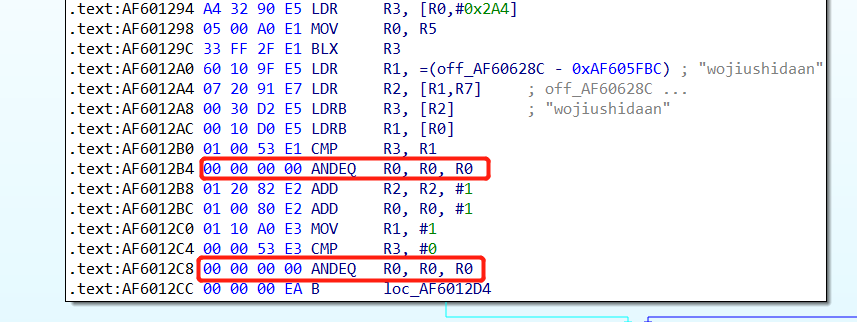 .text:AF601294 A4 32 90 E5 LDR R3, [R0,#0x2A4]
.text:AF601298 05 00 A0 E1 MOV R0, R5
.text:AF60129C 33 FF 2F E1 BLX R3
.text:AF6012A0 60 10 9F E5 LDR R1, =(off_AF60628C - 0xAF605FBC) ; "wojiushidaan"
.text:AF6012A4 07 20 91 E7 LDR R2, [R1,R7] ; off_AF60628C ...
.text:AF6012A8 00 30 D2 E5 LDRB R3, [R2] ; "wojiushidaan"
.text:AF6012AC 00 10 D0 E5 LDRB R1, [R0]
.text:AF6012B0 01 00 53 E1 CMP R3, R1
.text:AF6012B4 00 00 00 00 ANDEQ R0, R0, R0
.text:AF6012B8 01 20 82 E2 ADD R2, R2, #1
.text:AF6012BC 01 00 80 E2 ADD R0, R0, #1
.text:AF6012C0 01 10 A0 E3 MOV R1, #1
.text:AF6012C4 00 00 53 E3 CMP R3, #0
.text:AF6012C8 00 00 00 00 ANDEQ R0, R0, R0
.text:AF6012CC 00 00 00 EA B loc_AF6012D4